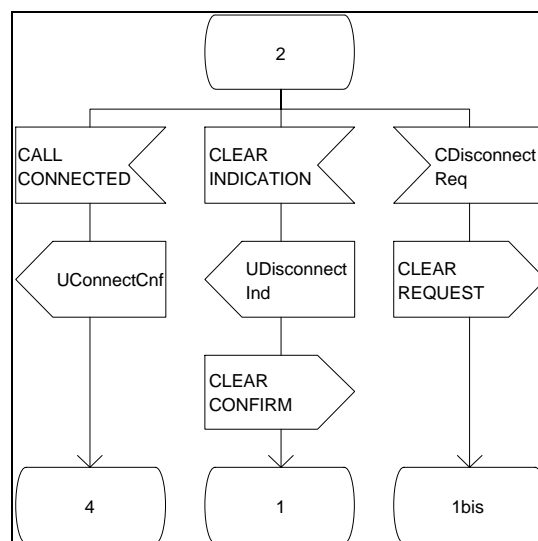 2
CALL
CONNECTED
CLEAR
INDICATION
CDisconnect
Req
UConnectCnf
UDisconnect
Ind
CLEAR
REQUEST
CLEAR
CONFIRM
4
1
1bis